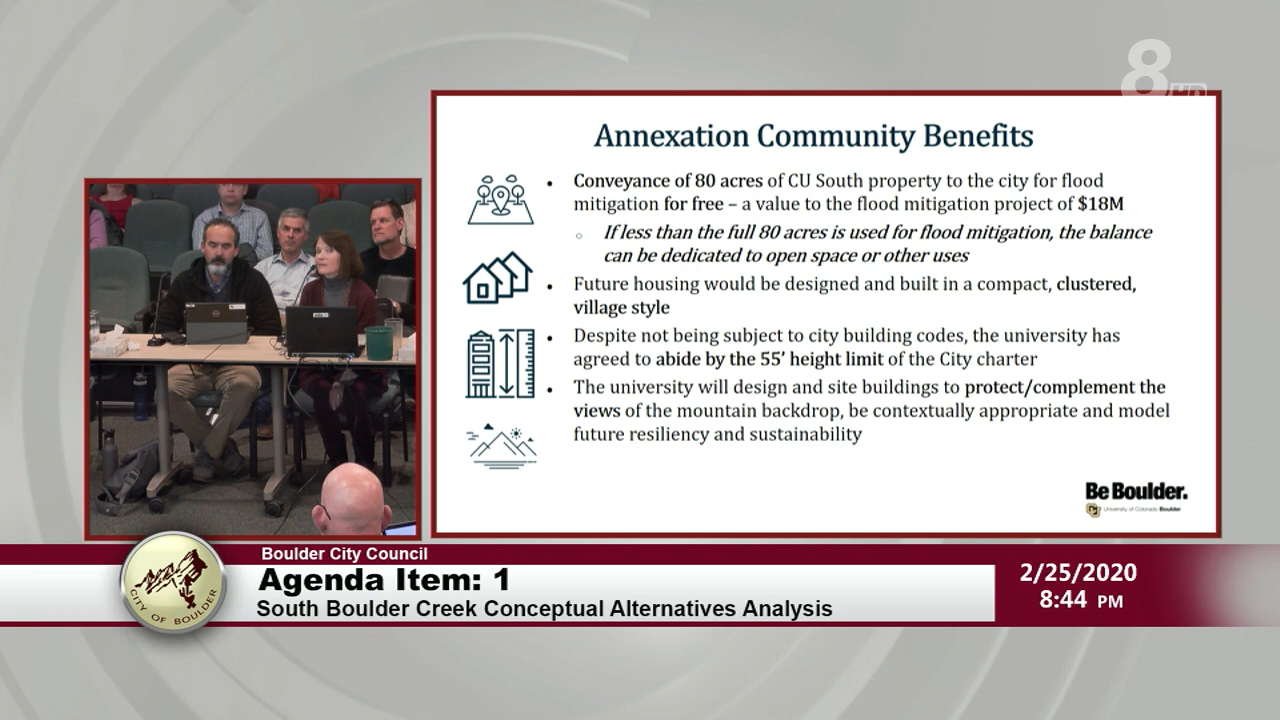 8
HD
Annexation Community Benefits
• Conveyance of 80 acres of CU South property to the city for flood
mitigation for free – a value to the flood mitigation project of $18M
○ If less than the full 80 acres is used for flood mitigation, the balance
can be dedicated to open space or other uses
• Future housing would be designed and built in a compact, clustered,
village style
• Despite not being subject to city building codes, the university has
agreed to abide by the 55’ height limit of the City charter
• The university will design and site buildings to protect/complement the
views of the mountain backdrop, be contextually appropriate and model
future resiliency and sustainability
Be Boulder.
University of Colorado Boulder
Boulder City Council
Agenda Item: 1
South Boulder Creek Conceptual Alternatives Analysis
2/25/2020
8:44 PM
CITY OF BOULDER